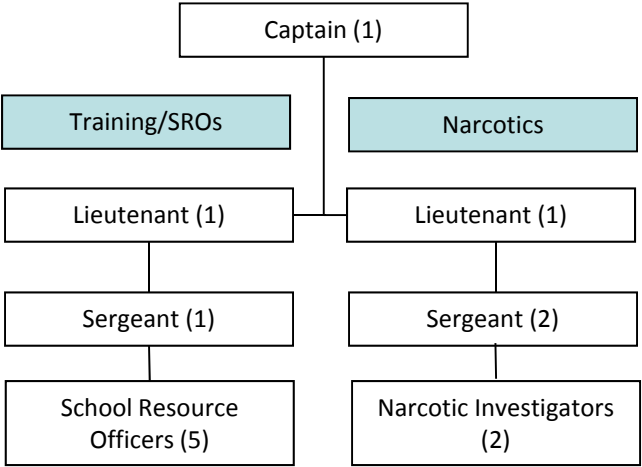 Captain (1)
Training/SROs
Narcotics
Lieutenant (1)
Lieutenant (1)
Sergeant (1)
Sergeant (2)
School Resource
Officers (5)
Narcotic Investigators
(2)